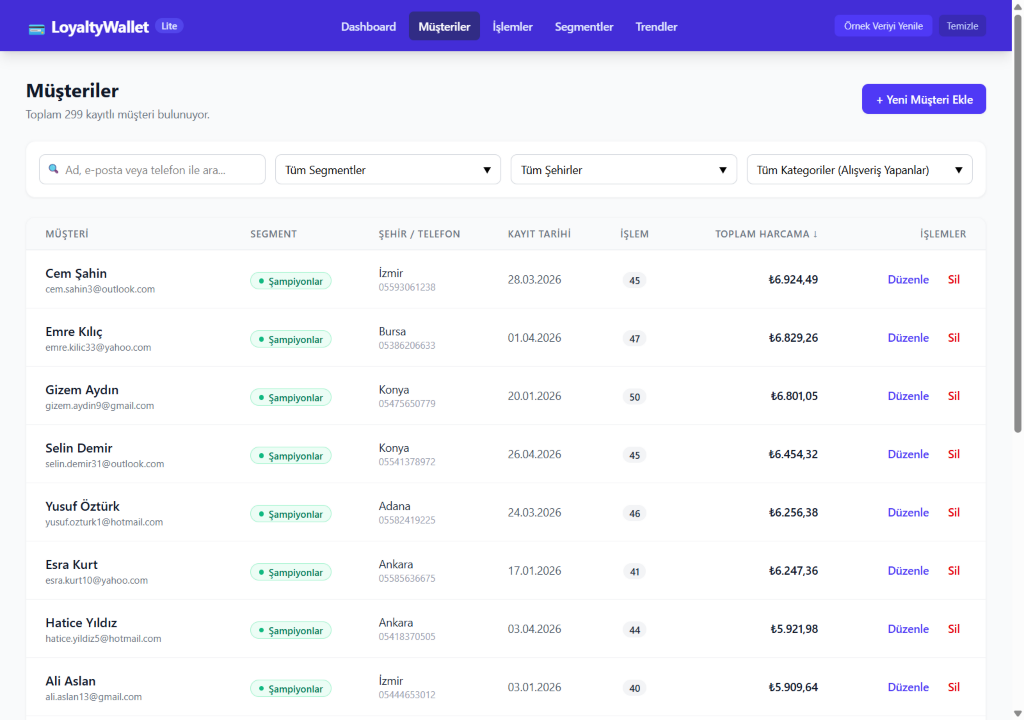 LoyaltyWallet Lite
Dashboard Müşteriler İşlemler Segmentler Trendler
Örnek Veriyi Yenile Temizle
Müşteriler
Toplam 299 kayıtlı müşteri bulunuyor.
+ Yeni Müşteri Ekle
Ad, e-posta veya telefon ile ara... Tüm Segmentler Tüm Şehirler Tüm Kategoriler (Alışveriş Yapanlar)
MÜŞTERİ SEGMENT ŞEHİR / TELEFON KAYIT TARİHİ İŞLEM TOPLAM HARCAMA ↓ İŞLEMLER
Cem Şahin
cem.sahin3@outlook.com
Şampiyonlar
İzmir
05593061238
28.03.2026 45 ₺6.924,49 Düzenle Sil
Emre Kılıç
emre.kilic33@yahoo.com
Şampiyonlar
Bursa
05386206633
01.04.2026 47 ₺6.829,26 Düzenle Sil
Gizem Aydın
gizem.aydin9@gmail.com
Şampiyonlar
Konya
05475650779
20.01.2026 50 ₺6.801,05 Düzenle Sil
Selin Demir
selin.demir31@outlook.com
Şampiyonlar
Konya
05541378972
26.04.2026 45 ₺6.454,32 Düzenle Sil
Yusuf Öztürk
yusuf.ozturk1@hotmail.com
Şampiyonlar
Adana
05582419225
24.03.2026 46 ₺6.256,38 Düzenle Sil
Esra Kurt
esra.kurt10@yahoo.com
Şampiyonlar
Ankara
05585636675
17.01.2026 41 ₺6.247,36 Düzenle Sil
Hatice Yıldız
hatice.yildiz5@hotmail.com
Şampiyonlar
Ankara
05418370505
03.04.2026 44 ₺5.921,98 Düzenle Sil
Ali Aslan
ali.aslan13@gmail.com
Şampiyonlar
İzmir
05444653012
03.01.2026 40 ₺5.909,64 Düzenle Sil